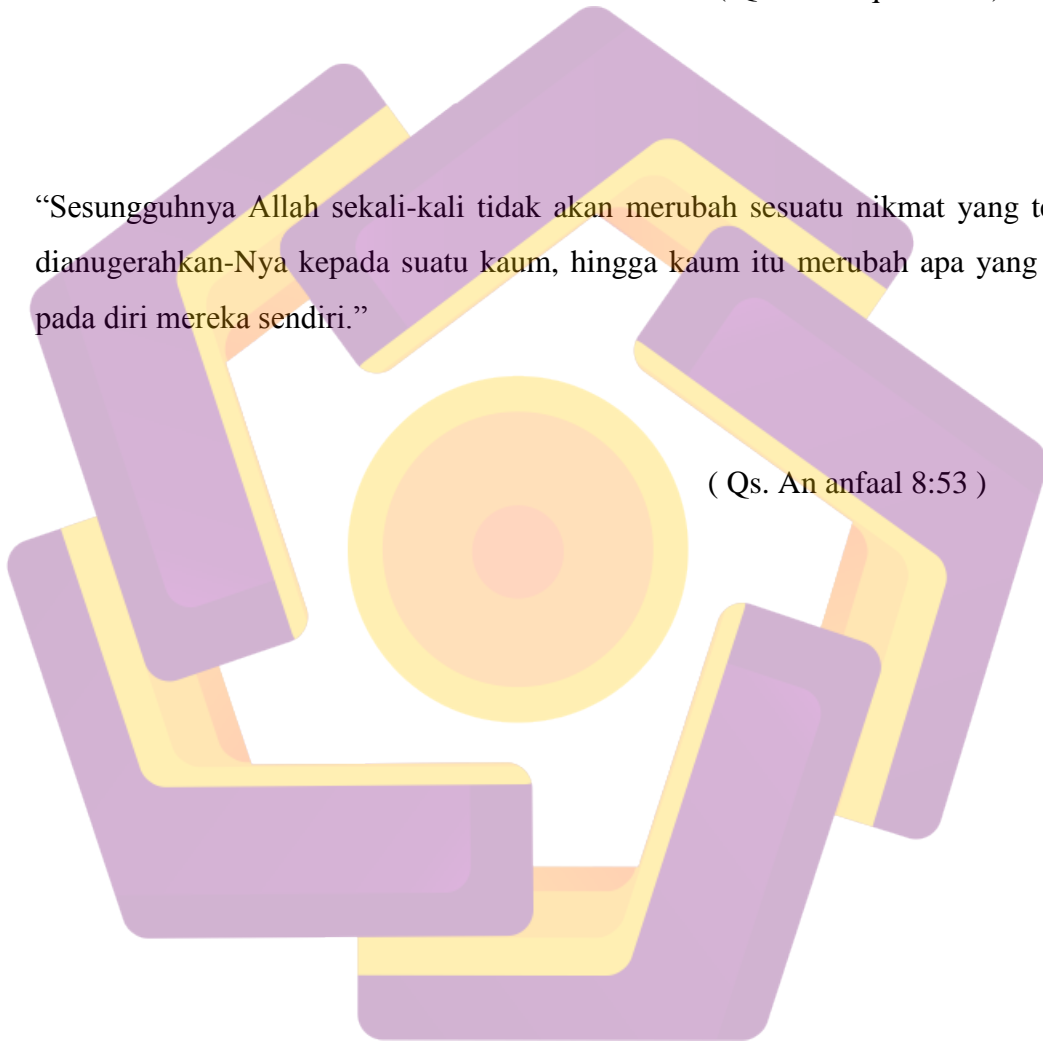 “Sesungguhnya Allah sekali-kali tidak akan merubah sesuatu nikmat yang
dianugerahkan-Nya kepada suatu kaum, hingga kaum itu merubah apa yang
pada diri mereka sendiri.”
( Qs. An anfaal 8:53 )